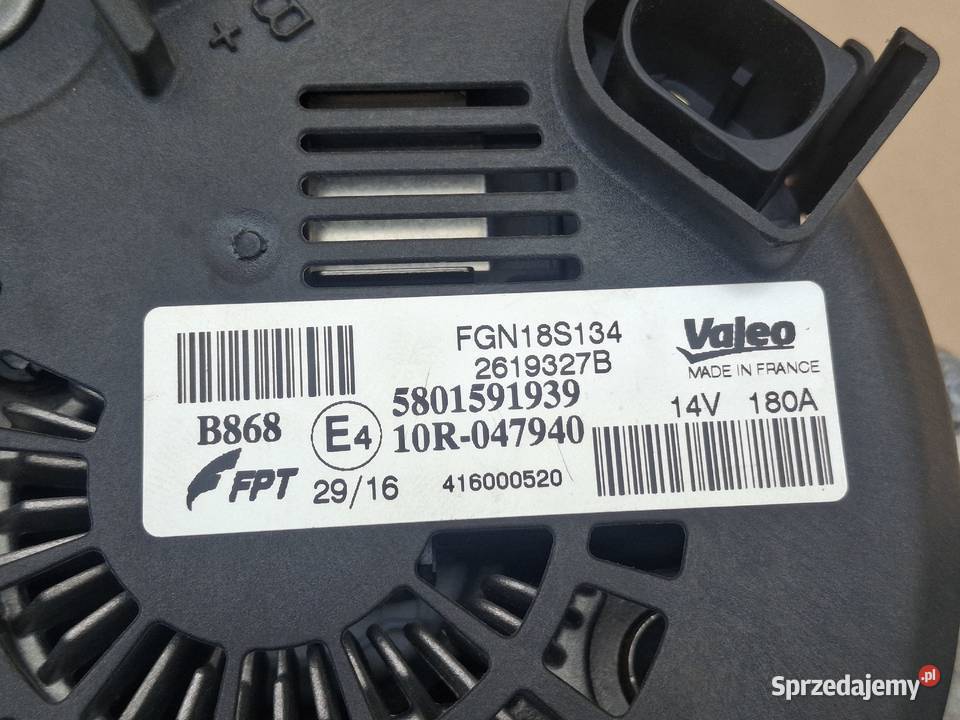 B+
FGN18S134
2619327B
Valeo
MADE IN FRANCE
5801591939
14V 180A
B868
E4
10R-047940
FPT
29/16
416000520
Sprzedajemy.pl